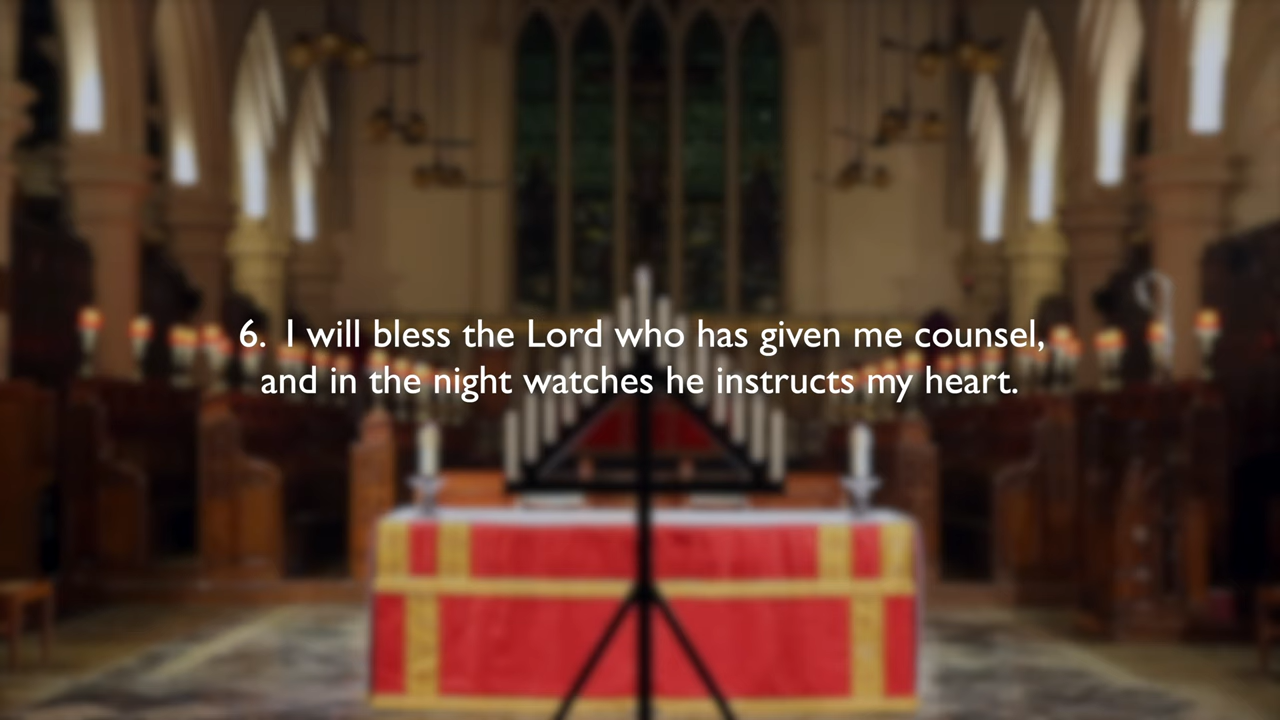 6.  I will bless the Lord who has given me counsel,
and in the night watches he instructs my heart.